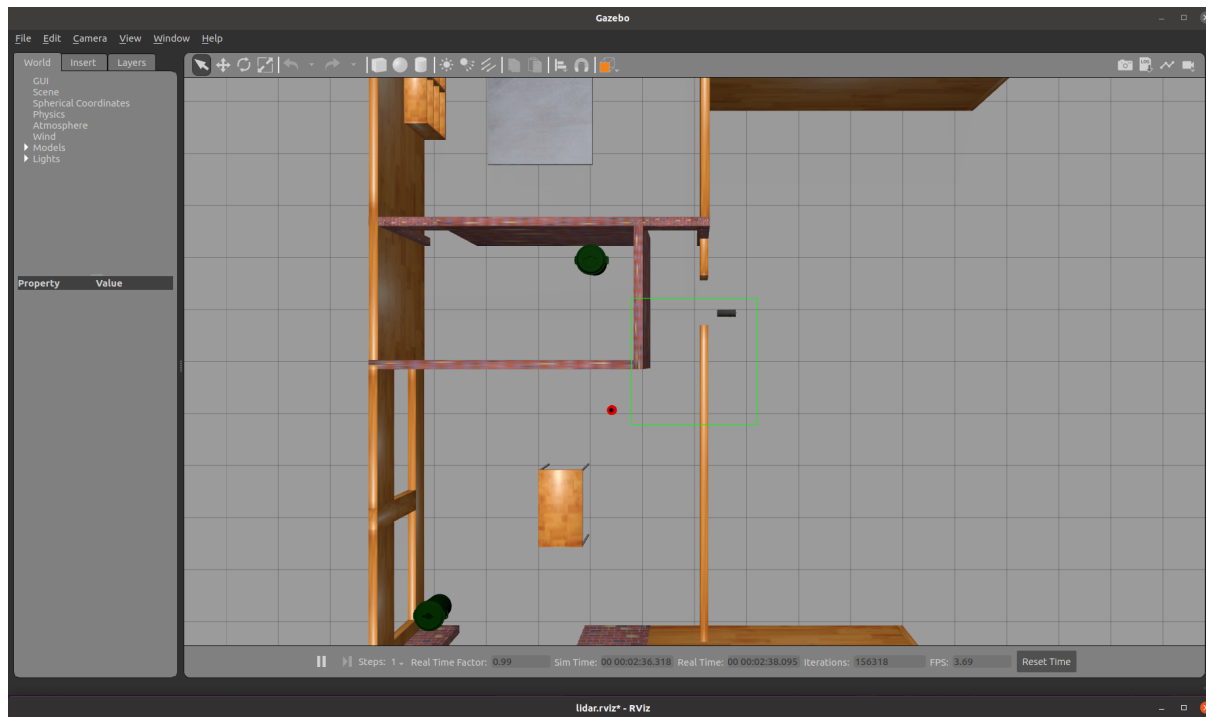 Gazebo
File Edit Camera View Window Help
World Insert Layers
GUI
Scene
Spherical Coordinates
Physics
Atmosphere
Wind
Models
Lights
Property Value
Steps: 1 Real Time Factor: 0.99 Sim Time: 00 00:02:36.318 Real Time: 00 00:02:38.095 Iterations: 156318 FPS: 3.69 Reset Time
lidar.rviz* - RViz